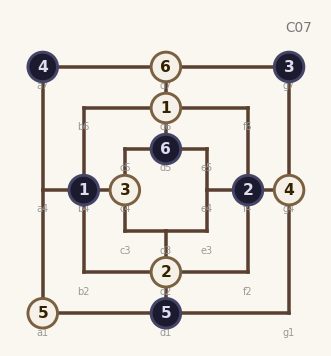 C07
4 6 3
a7 d7 g7
1
b6 d6 f6
6
c5 d5 e5
1 3 2 4
a4 b4 c4 e4 f4 g4
c3 d3 e3
2
b2 d2 f2
5 5
a1 d1 g1